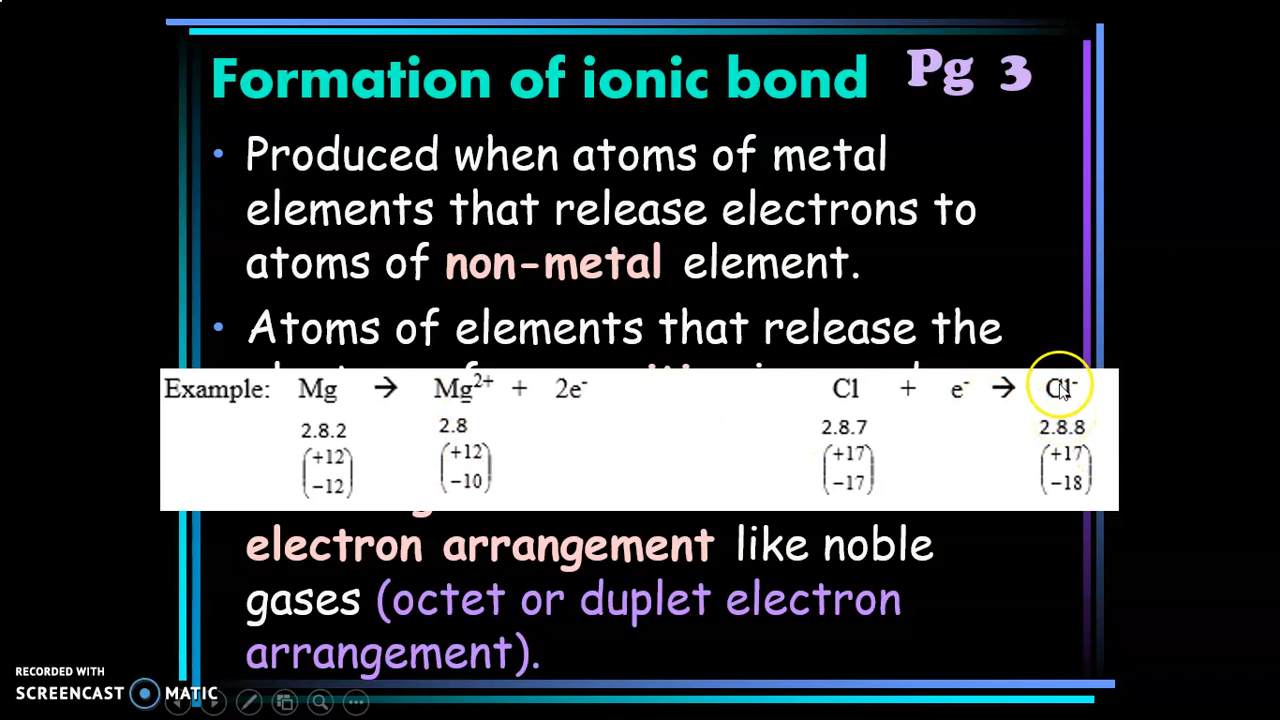 Formation of ionic bond Pg 3
• Produced when atoms of metal
elements that release electrons to
atoms of non-metal element.
• Atoms of elements that release the
Example: Mg → Mg²⁺ + 2e⁻ Cl + e⁻ → Cl⁻
2.8.2 2.8 2.8.7 2.8.8
(+12 −12) (+12 −10) (+17 −17) (+17 −18)
electron arrangement like noble
gases (octet or duplet electron
arrangement).
RECORDED WITH
SCREENCAST MATIC